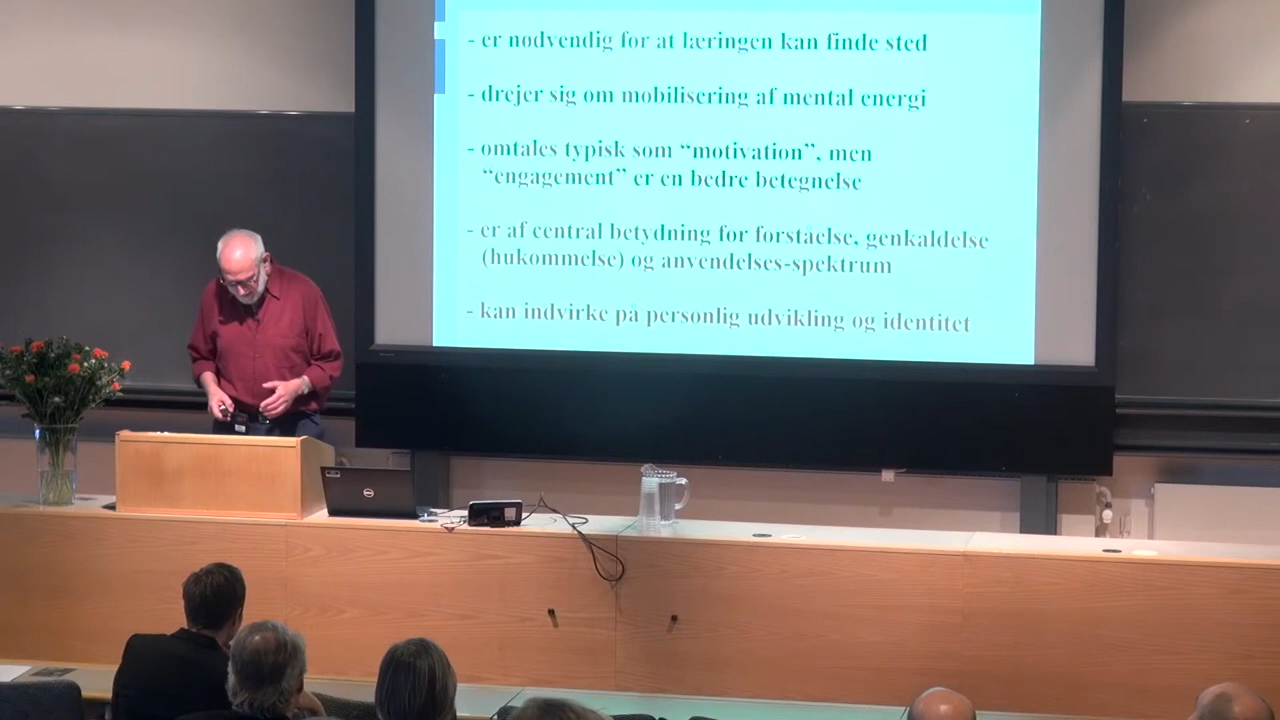 - er nødvendig for at læringen kan finde sted
- drejer sig om mobilisering af mental energi
- omtales typisk som “motivation”, men
“engagement” er en bedre betegnelse
- er af central betydning for forståelse, genkaldelse
(hukommelse) og anvendelses-spektrum
- kan indvirke på personlig udvikling og identitet
DELL